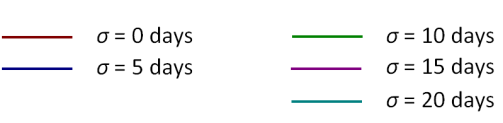 σ = 0 days
σ = 5 days
σ = 10 days
σ = 15 days
σ = 20 days